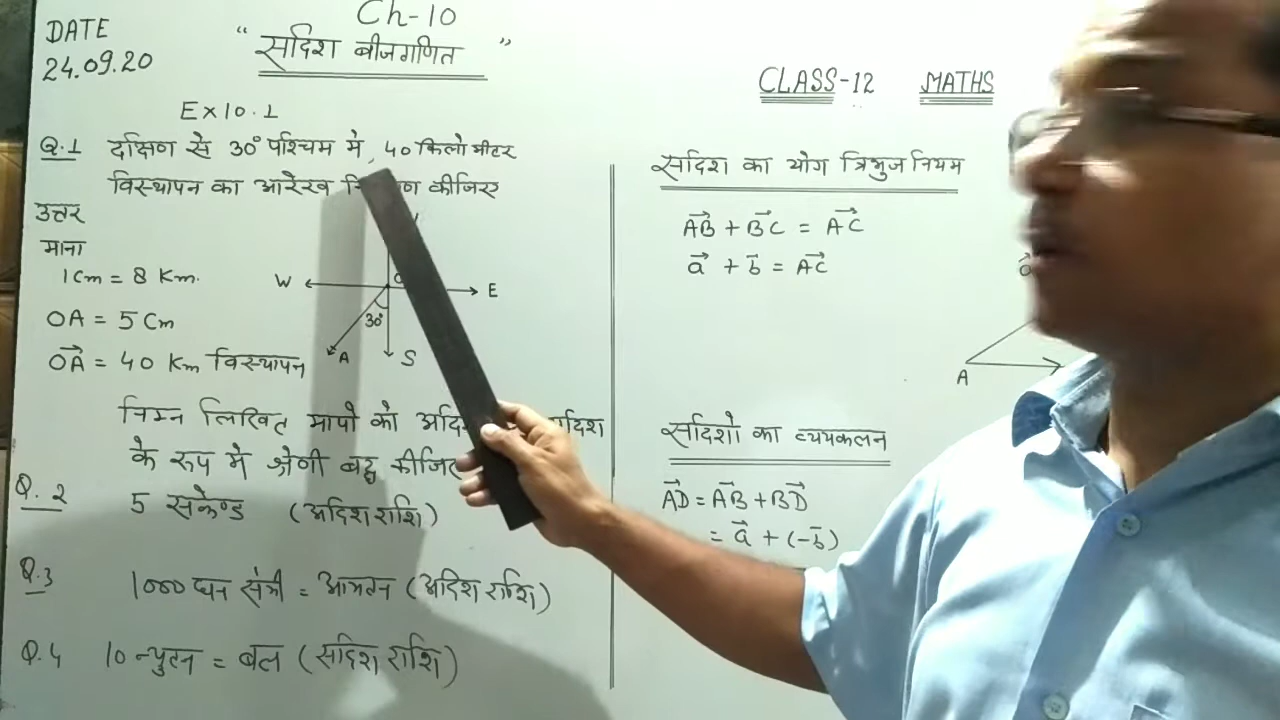 Ch-10
DATE
24.09.20
" सदिश बीजगणित "
CLASS-12 MATHS
Ex 10.1
Q.1 दक्षिण से 30° पश्चिम मे, 40 किलो मीटर
विस्थापन का आरेख कीजिए
उत्तर
माना
1Cm = 8 Km.
OA = 5 Cm
OA→ = 40 Km विस्थापन
W
E
30°
A
S
निम्न लिखित मापो को
के रूप मे श्रेणी बद्ध
Q. 2 5 सकेण्ड (अदिश राशि)
Q.3 1000 घन सेंमी = आयतन (अदिश राशि)
Q.4 10 न्युटन = बल (सदिश राशि)
सदिश का योग त्रिभुज नियम
AB→ + BC→ = AC→
a→ + b→ = AC→
A
सदिशो का व्यवकलन
AD→ = AB→ + BD→
= a→ + (-b→)